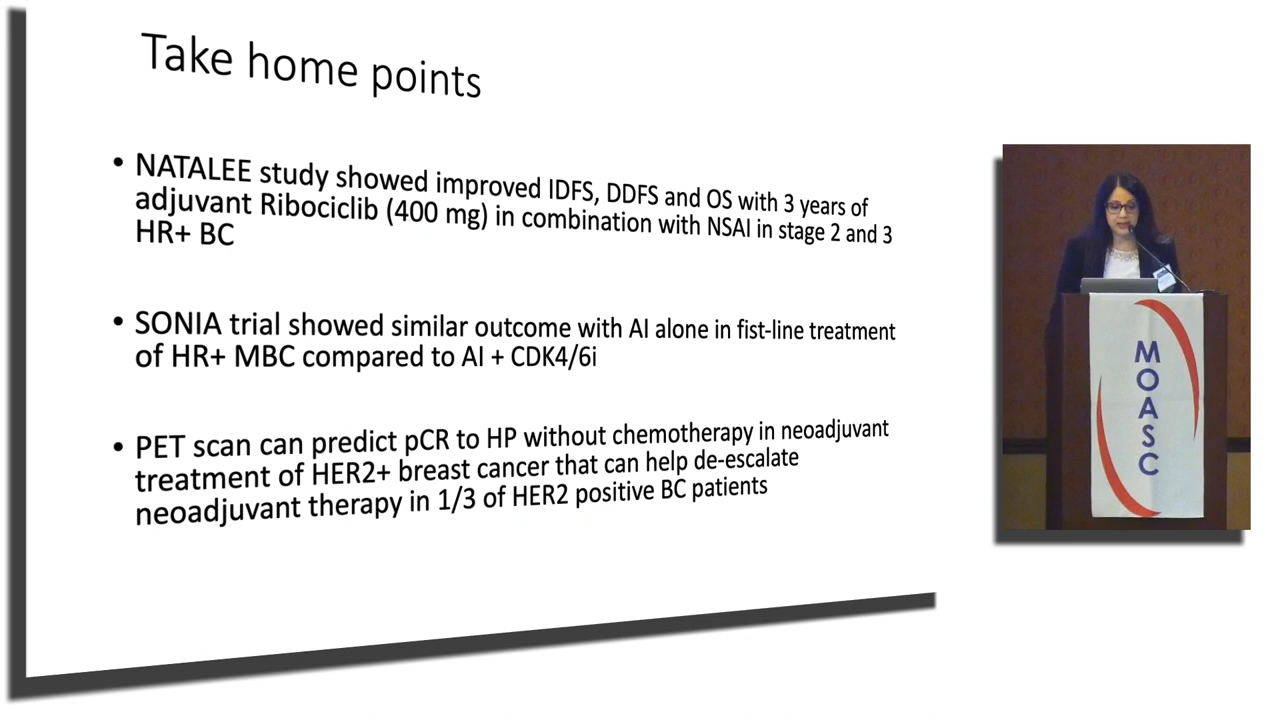 Take home points
• NATALEE study showed improved IDFS, DDFS and OS with 3 years of
adjuvant Ribociclib (400 mg) in combination with NSAI in stage 2 and 3
HR+ BC
• SONIA trial showed similar outcome with AI alone in fist-line treatment
of HR+ MBC compared to AI + CDK4/6i
• PET scan can predict pCR to HP without chemotherapy in neoadjuvant
treatment of HER2+ breast cancer that can help de-escalate
neoadjuvant therapy in 1/3 of HER2 positive BC patients
MOASC